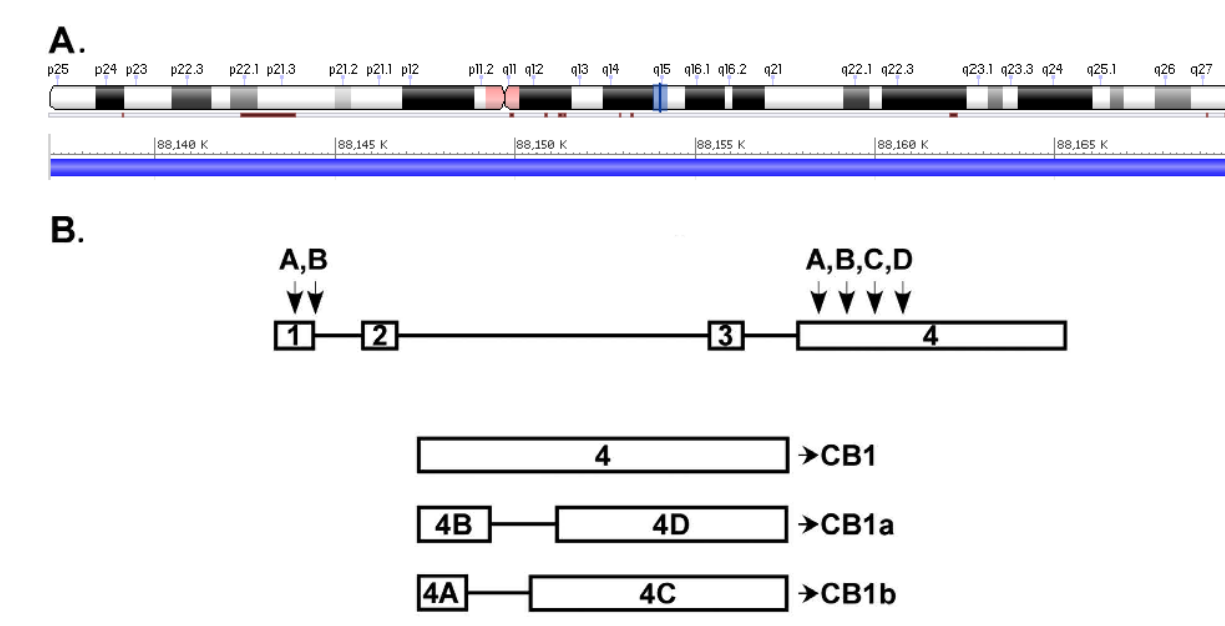 A.
p25 p24 p23 p22.3 p22.1 p21.3 p21.2 p21.1 p12 p11.2 q11 q12 q13 q14 q15 q16.1 q16.2 q21 q22.1 q22.3 q23.1 q23.3 q24 q25.1 q26 q27
88,140 K 88,145 K 88,150 K 88,155 K 88,160 K 88,165 K
B.
A,B A,B,C,D
1 2 3 4
4 CB1
4B 4D CB1a
4A 4C CB1b